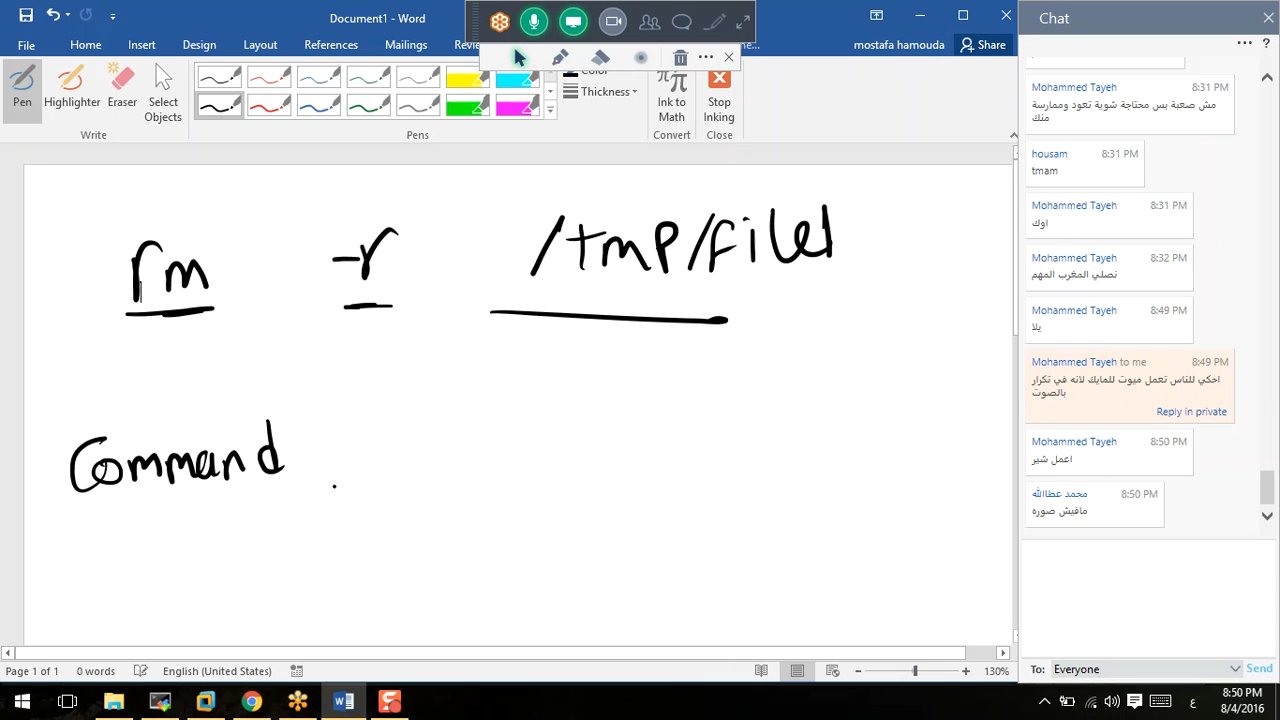 Document1 - Word
mostafa hamouda
Share
File
Home
Insert
Design
Layout
References
Mailings
Pen
Highlighter
Eraser
Select
Objects
Write
Pens
Color
Thickness
Ink to
Math
Convert
Stop
Inking
Close
rm -r /tmp/file1
Command
Page 1 of 1
0 words
English (United States)
130%
Chat
Mohammed Tayeh 8:31 PM
مش صعبه بس محتاجة شوية تعود وممارسة
منك
housam 8:31 PM
tmam
Mohammed Tayeh 8:31 PM
اوك
Mohammed Tayeh 8:32 PM
نصلي المغرب المهم
Mohammed Tayeh 8:49 PM
يلا
Mohammed Tayeh to me 8:49 PM
احكي للناس تعمل ميوت للمايك لانه في تكرار
بالصوت
Reply in private
Mohammed Tayeh 8:50 PM
اعمل شير
محمد عطاالله 8:50 PM
مافيش صوره
To: Everyone
Send
8:50 PM
8/4/2016